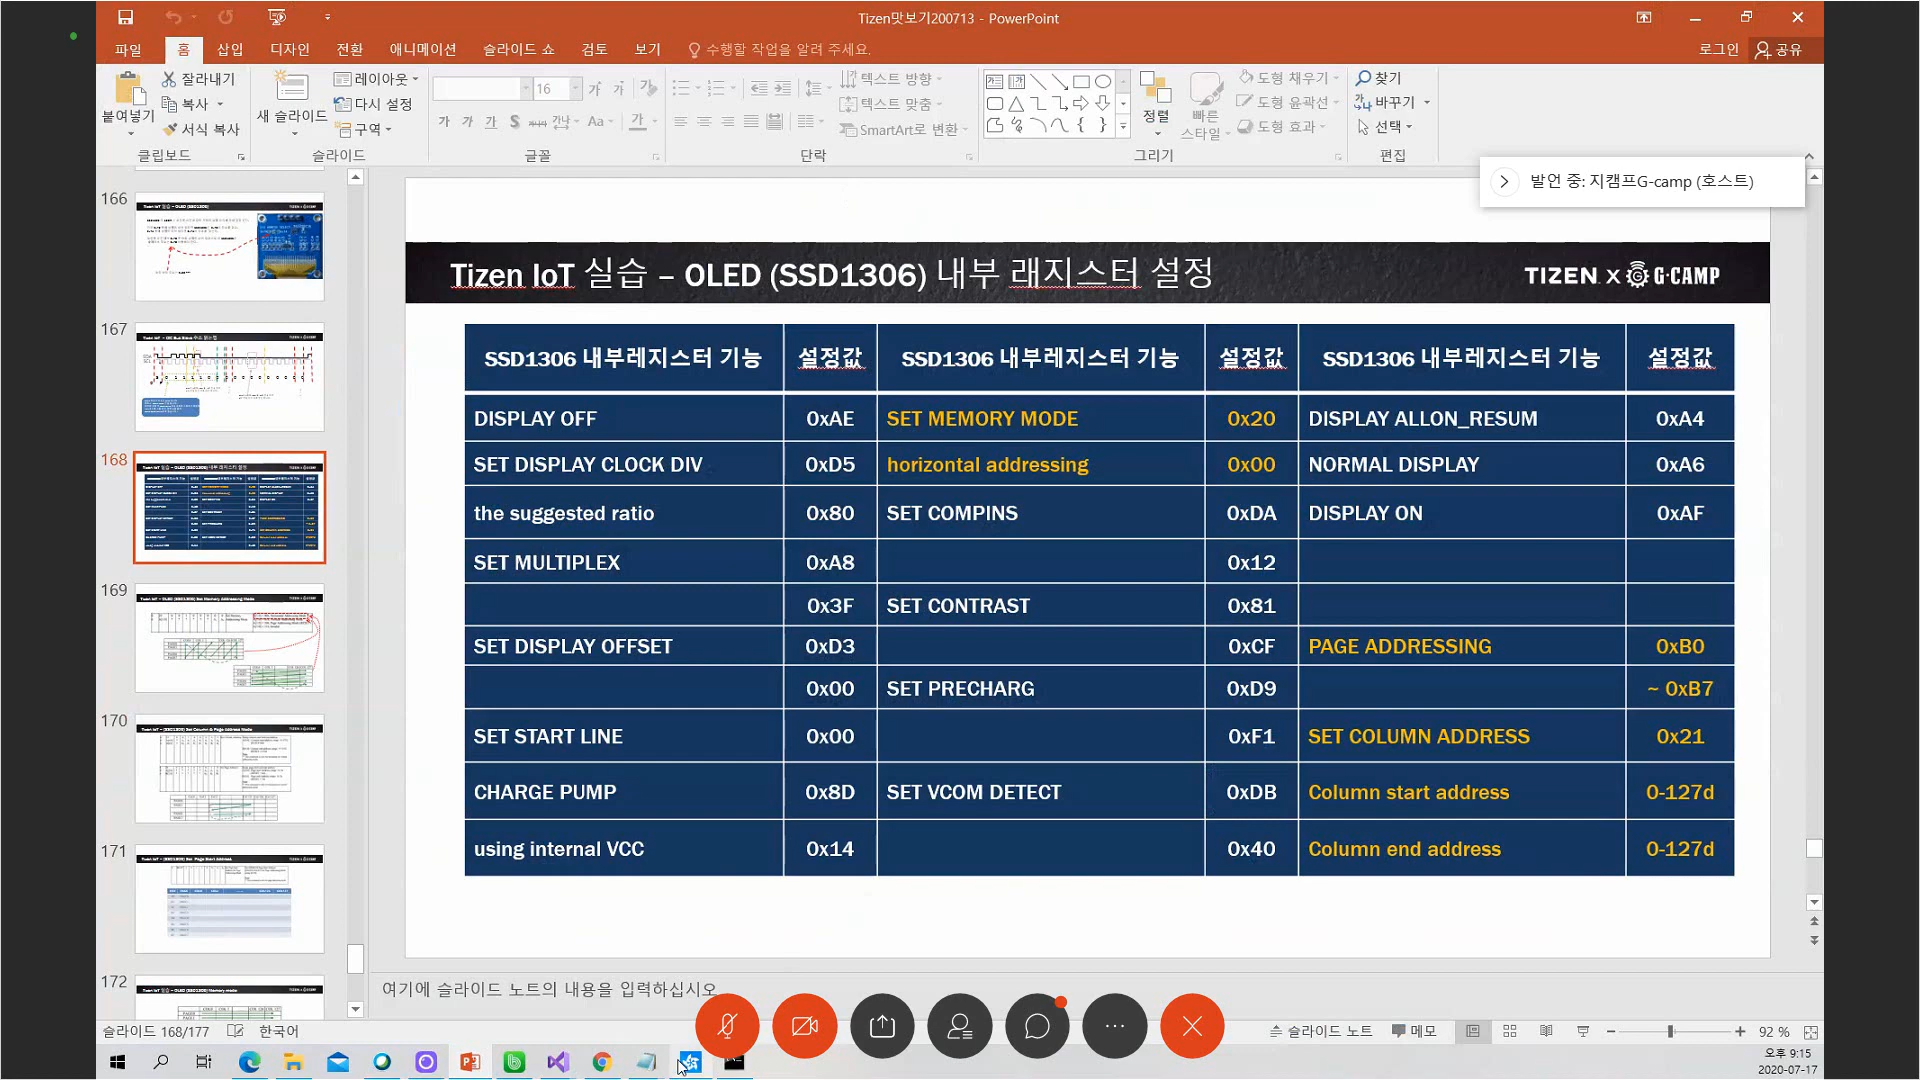 Tizen맛보기200713 - PowerPoint
파일 홈 삽입 디자인 전환 애니메이션 슬라이드 쇼 검토 보기 수행할 작업을 알려 주세요. 로그인 공유
붙여넣기
잘라내기
복사
서식 복사
클립보드
새 슬라이드
레이아웃
다시 설정
구역
슬라이드
16
가 가 가 S Aa 가
글꼴
텍스트 방향
텍스트 맞춤
SmartArt로 변환
단락
정렬
빠른 스타일
도형 채우기
도형 윤곽선
도형 효과
그리기
찾기
바꾸기
선택
편집
발언 중: 지캠프G-camp (호스트)
166
167
168
169
170
171
172
Tizen IoT 실습 – OLED (SSD1306) 내부 래지스터 설정
TIZEN X G·CAMP
SSD1306 내부레지스터 기능 설정값 SSD1306 내부레지스터 기능 설정값 SSD1306 내부레지스터 기능 설정값
DISPLAY OFF 0xAE SET MEMORY MODE 0x20 DISPLAY ALLON_RESUM 0xA4
SET DISPLAY CLOCK DIV 0xD5 horizontal addressing 0x00 NORMAL DISPLAY 0xA6
the suggested ratio 0x80 SET COMPINS 0xDA DISPLAY ON 0xAF
SET MULTIPLEX 0xA8 0x12
0x3F SET CONTRAST 0x81
SET DISPLAY OFFSET 0xD3 0xCF PAGE ADDRESSING 0xB0
0x00 SET PRECHARG 0xD9 ~ 0xB7
SET START LINE 0x00 0xF1 SET COLUMN ADDRESS 0x21
CHARGE PUMP 0x8D SET VCOM DETECT 0xDB Column start address 0-127d
using internal VCC 0x14 0x40 Column end address 0-127d
여기에 슬라이드 노트의 내용을 입력하십시오
슬라이드 168/177 한국어 슬라이드 노트 메모 92 %
오후 9:15
2020-07-17